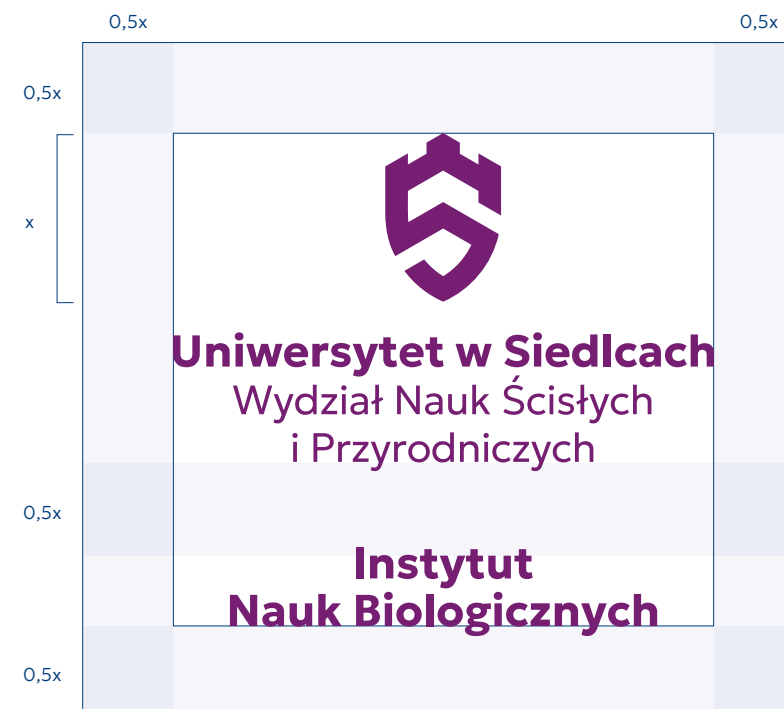 0,5x 0,5x
0,5x
x
Uniwersytet w Siedlcach
Wydział Nauk Ścisłych
i Przyrodniczych
0,5x
Instytut
Nauk Biologicznych
0,5x